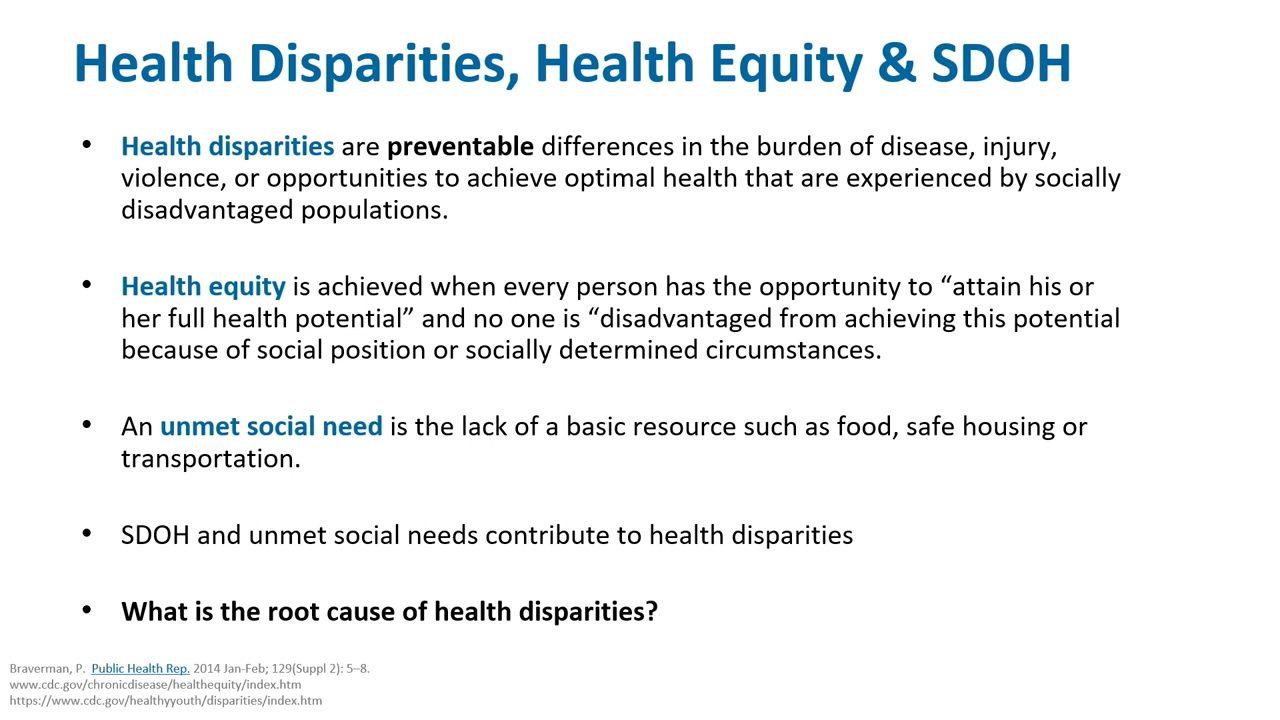 Health Disparities, Health Equity & SDOH
• Health disparities are preventable differences in the burden of disease, injury,
violence, or opportunities to achieve optimal health that are experienced by socially
disadvantaged populations.
• Health equity is achieved when every person has the opportunity to “attain his or
her full health potential” and no one is “disadvantaged from achieving this potential
because of social position or socially determined circumstances.
• An unmet social need is the lack of a basic resource such as food, safe housing or
transportation.
• SDOH and unmet social needs contribute to health disparities
• What is the root cause of health disparities?
Braverman, P. Public Health Rep. 2014 Jan-Feb; 129(Suppl 2): 5–8.
www.cdc.gov/chronicdisease/healthequity/index.htm
https://www.cdc.gov/healthyyouth/disparities/index.htm